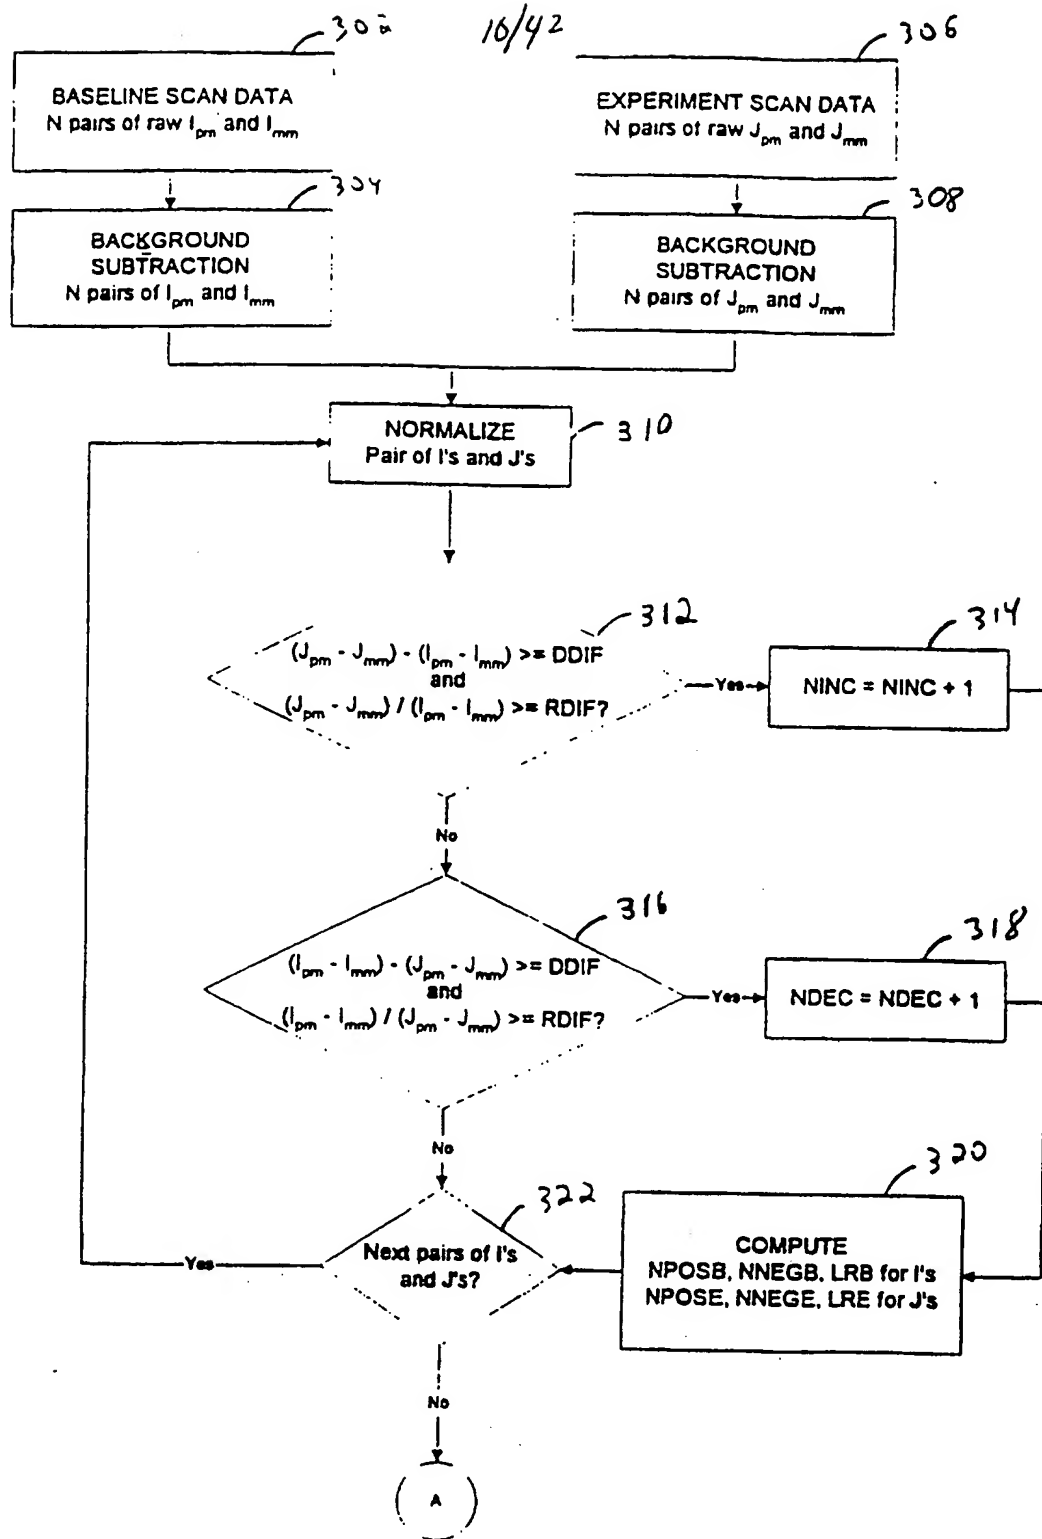 302
10/42
306
BASELINE SCAN DATA
N pairs of raw I_pm and I_mm
EXPERIMENT SCAN DATA
N pairs of raw J_pm and J_mm
304
308
BACKGROUND
SUBTRACTION
N pairs of I_pm and I_mm
BACKGROUND
SUBTRACTION
N pairs of J_pm and J_mm
NORMALIZE
Pair of I's and J's
310
312
(J_pm - J_mm) - (I_pm - I_mm) >= DDIF
and
(J_pm - J_mm) / (I_pm - I_mm) >= RDIF?
Yes
314
NINC = NINC + 1
No
316
(I_pm - I_mm) - (J_pm - J_mm) >= DDIF
and
(I_pm - I_mm) / (J_pm - J_mm) >= RDIF?
Yes
318
NDEC = NDEC + 1
No
320
COMPUTE
NPOSB, NNEGB, LRB for I's
NPOSE, NNEGE, LRE for J's
322
Next pairs of I's
and J's?
Yes
No
A